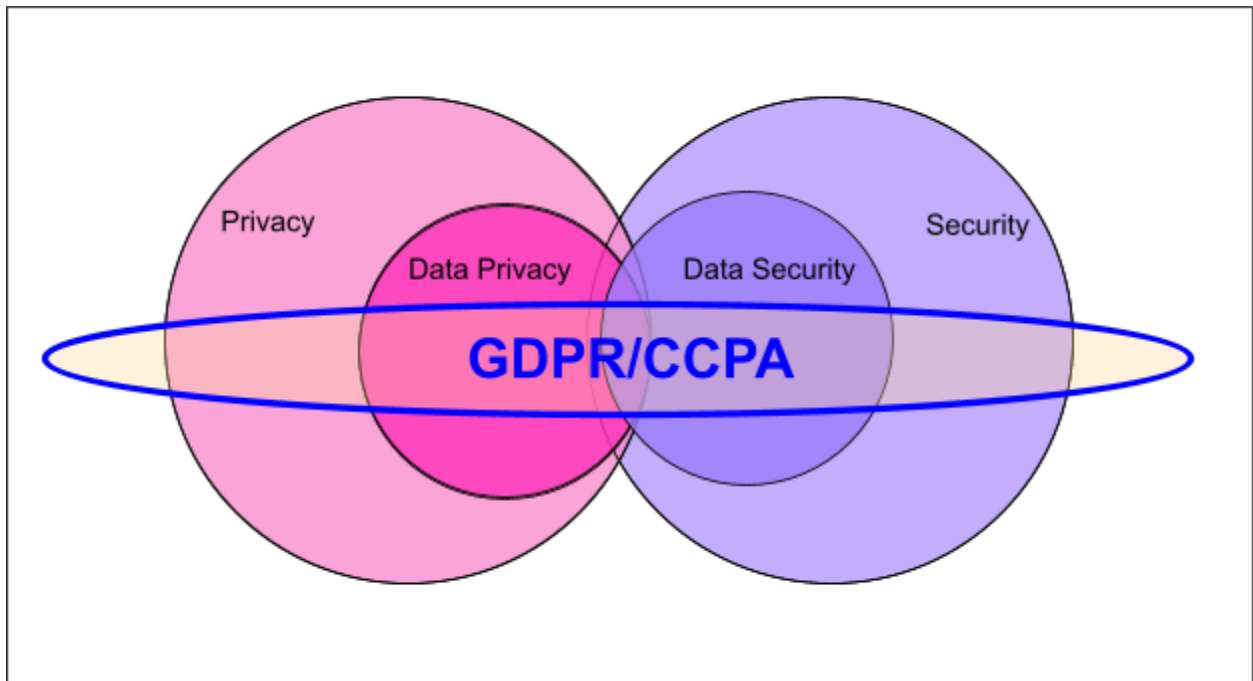 Privacy
Security
Data Privacy
Data Security
GDPR/CCPA